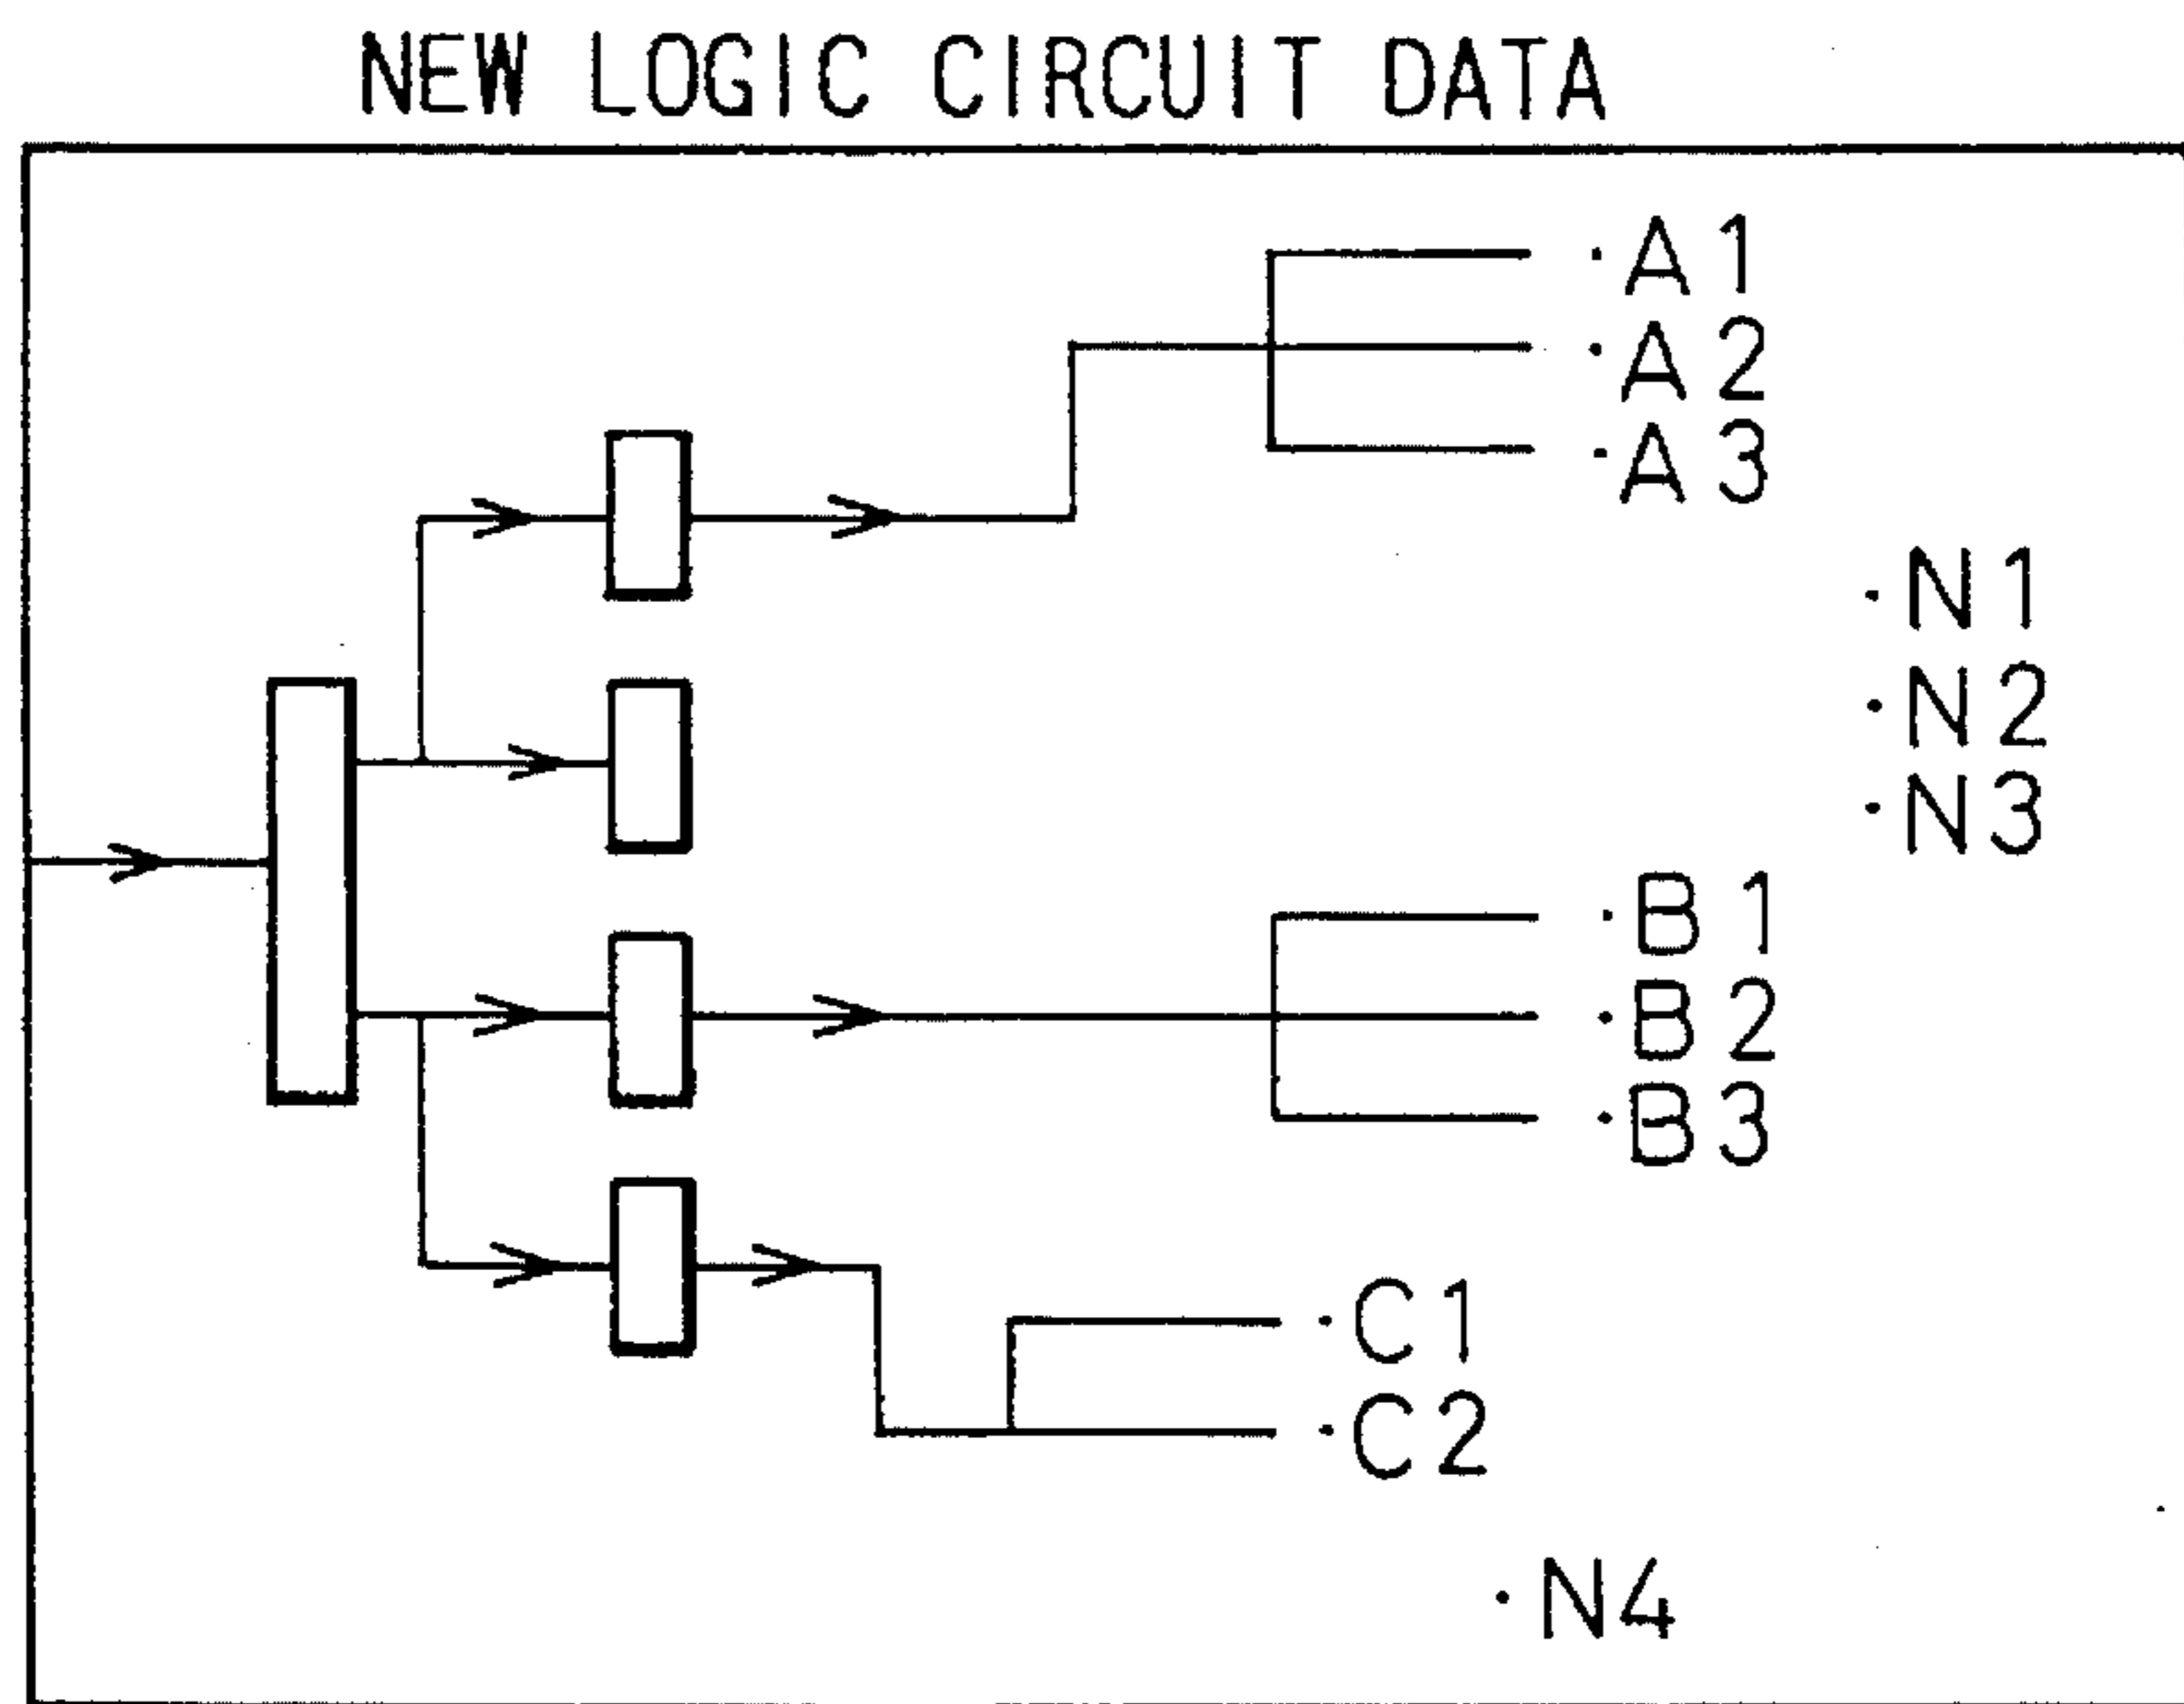 NEW LOGIC CIRCUIT DATA
·A1
·A2
·A3
·N1
·N2
·N3
·B1
·B2
·B3
·C1
·C2
·N4